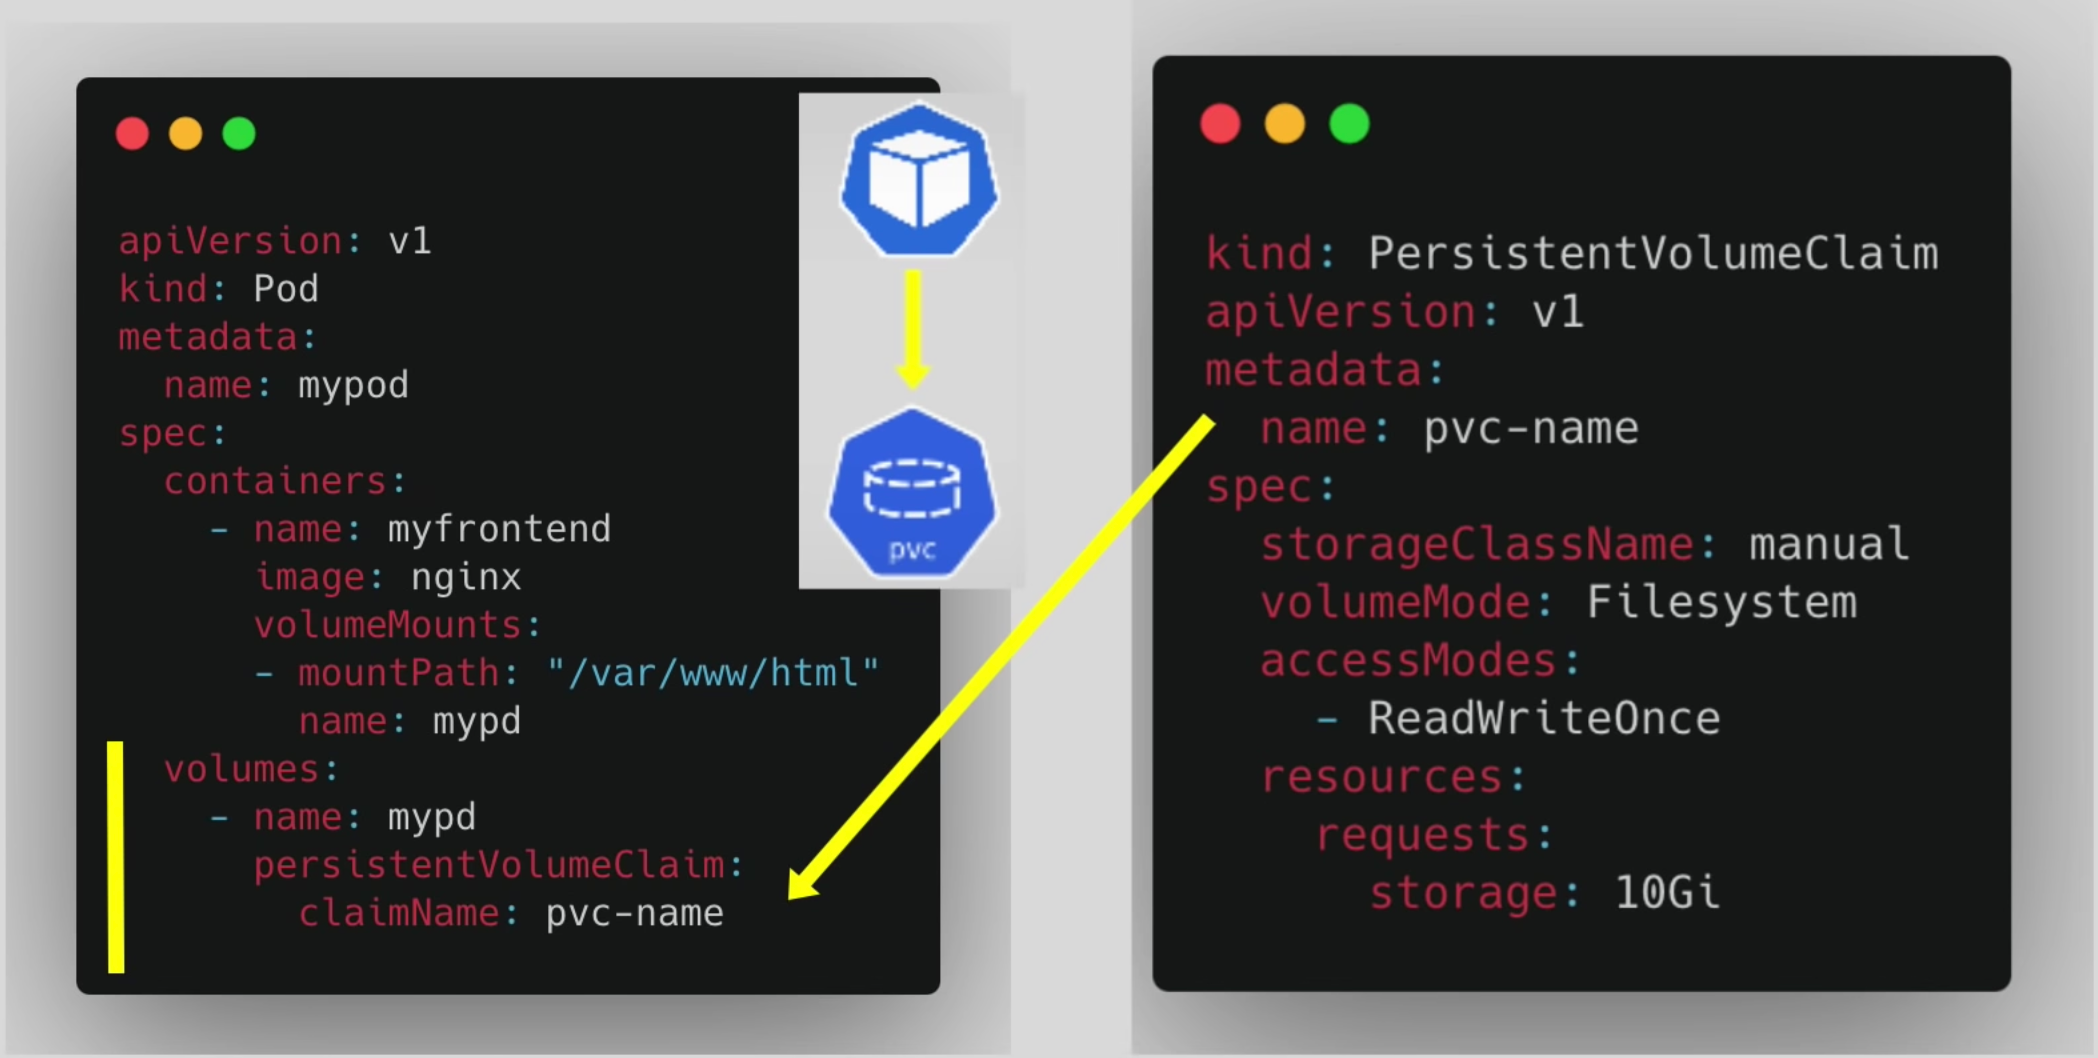 apiVersion: v1
kind: Pod
metadata:
  name: mypod
spec:
  containers:
    - name: myfrontend
      image: nginx
      volumeMounts:
      - mountPath: "/var/www/html"
        name: mypd
  volumes:
    - name: mypd
      persistentVolumeClaim:
        claimName: pvc-name
pvc
kind: PersistentVolumeClaim
apiVersion: v1
metadata:
  name: pvc-name
spec:
  storageClassName: manual
  volumeMode: Filesystem
  accessModes:
    - ReadWriteOnce
  resources:
    requests:
      storage: 10Gi